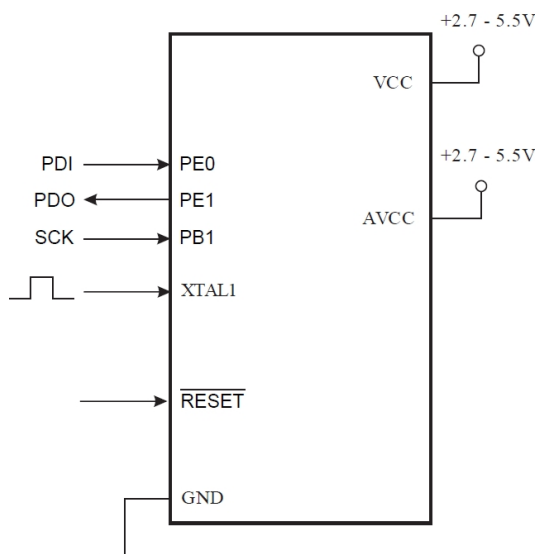 +2.7 - 5.5V
VCC
+2.7 - 5.5V
PDI PE0
PDO PE1
AVCC
SCK PB1
XTAL1
RESET
GND